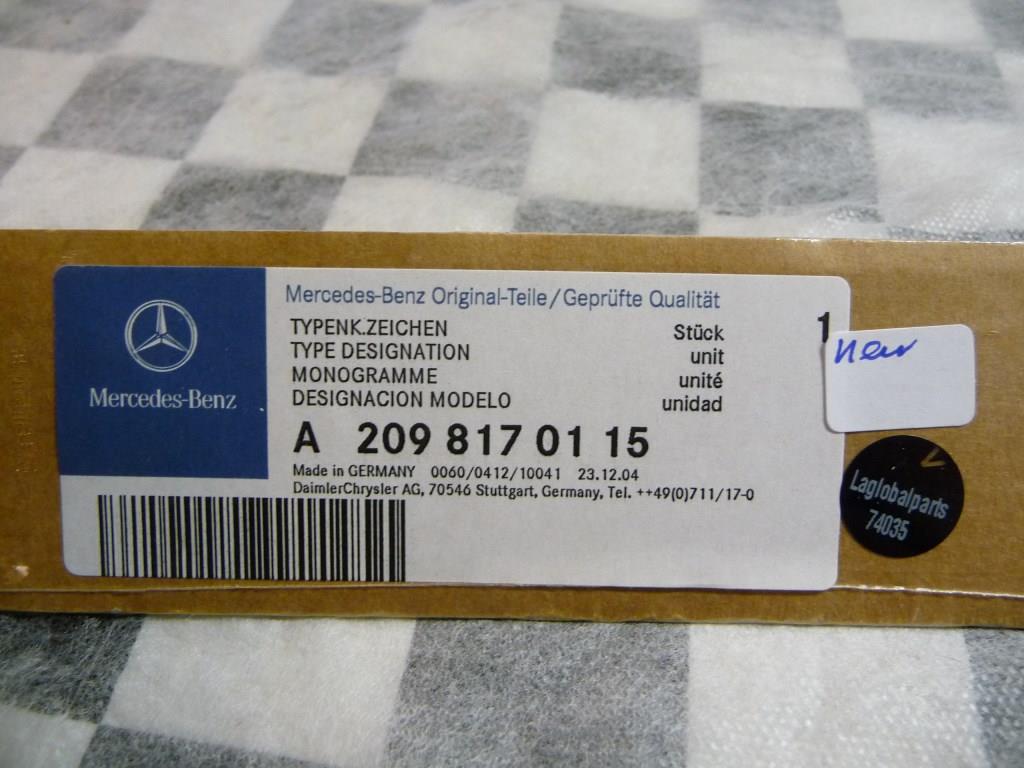 Mercedes-Benz
Mercedes-Benz Original-Teile/Geprüfte Qualität
TYPENK.ZEICHEN Stück 1
TYPE DESIGNATION unit
MONOGRAMME unité
DESIGNACION MODELO unidad
A 209 817 01 15
Made in GERMANY 0060/0412/10041 23.12.04
DaimlerChrysler AG, 70546 Stuttgart, Germany, Tel. ++49(0)711/17-0
new
Laglobalparts
74035